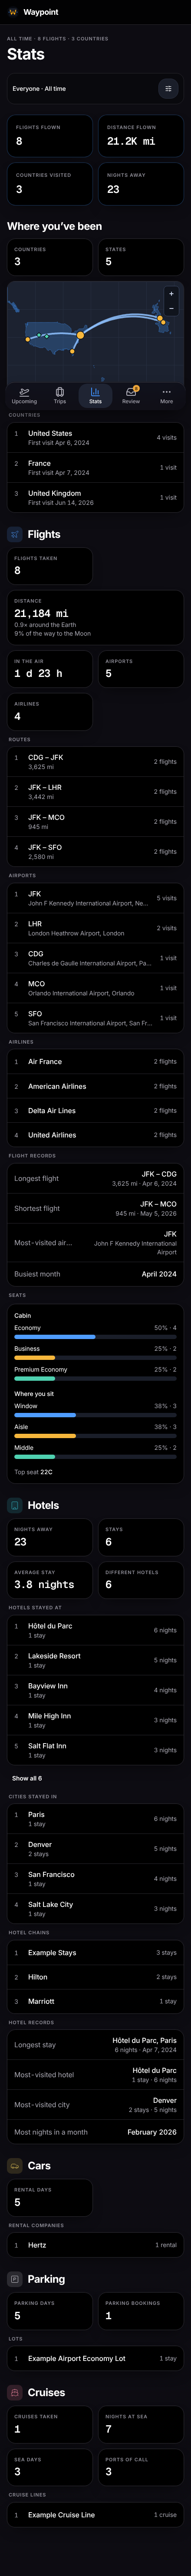 Waypoint
ALL TIME · 8 FLIGHTS · 3 COUNTRIES
Stats
Everyone · All time
FLIGHTS FLOWN
8
DISTANCE FLOWN
21.2K mi
COUNTRIES VISITED
3
NIGHTS AWAY
23
Where you've been
COUNTRIES
3
STATES
5
+
−
Upcoming
Trips
Stats
Review
More
COUNTRIES
1 United States 4 visits
First visit Apr 6, 2024
2 France 1 visit
First visit Apr 7, 2024
3 United Kingdom 1 visit
First visit Jun 14, 2026
Flights
FLIGHTS TAKEN
8
DISTANCE
21,184 mi
0.9× around the Earth
9% of the way to the Moon
IN THE AIR
1 d 23 h
AIRPORTS
5
AIRLINES
4
ROUTES
1 CDG – JFK 2 flights
3,625 mi
2 JFK – LHR 2 flights
3,442 mi
3 JFK – MCO 2 flights
945 mi
4 JFK – SFO 2 flights
2,580 mi
AIRPORTS
1 JFK 5 visits
John F Kennedy International Airport, Ne...
2 LHR 2 visits
London Heathrow Airport, London
3 CDG 1 visit
Charles de Gaulle International Airport, Pa...
4 MCO 1 visit
Orlando International Airport, Orlando
5 SFO 1 visit
San Francisco International Airport, San Fr...
AIRLINES
1 Air France 2 flights
2 American Airlines 2 flights
3 Delta Air Lines 2 flights
4 United Airlines 2 flights
FLIGHT RECORDS
Longest flight JFK – CDG
3,625 mi · Apr 6, 2024
Shortest flight JFK – MCO
945 mi · May 5, 2026
Most-visited air... JFK
John F Kennedy International
Airport
Busiest month April 2024
SEATS
Cabin
Economy 50% · 4
Business 25% · 2
Premium Economy 25% · 2
Where you sit
Window 38% · 3
Aisle 38% · 3
Middle 25% · 2
Top seat 22C
Hotels
NIGHTS AWAY
23
STAYS
6
AVERAGE STAY
3.8 nights
DIFFERENT HOTELS
6
HOTELS STAYED AT
1 Hôtel du Parc 6 nights
1 stay
2 Lakeside Resort 5 nights
1 stay
3 Bayview Inn 4 nights
1 stay
4 Mile High Inn 3 nights
1 stay
5 Salt Flat Inn 3 nights
1 stay
Show all 6
CITIES STAYED IN
1 Paris 6 nights
1 stay
2 Denver 5 nights
2 stays
3 San Francisco 4 nights
1 stay
4 Salt Lake City 3 nights
1 stay
HOTEL CHAINS
1 Example Stays 3 stays
2 Hilton 2 stays
3 Marriott 1 stay
HOTEL RECORDS
Longest stay Hôtel du Parc, Paris
6 nights · Apr 7, 2024
Most-visited hotel Hôtel du Parc
1 stay · 6 nights
Most-visited city Denver
2 stays · 5 nights
Most nights in a month February 2026
Cars
RENTAL DAYS
5
RENTAL COMPANIES
1 Hertz 1 rental
Parking
PARKING DAYS
5
PARKING BOOKINGS
1
LOTS
1 Example Airport Economy Lot 1 stay
Cruises
CRUISES TAKEN
1
NIGHTS AT SEA
7
SEA DAYS
3
PORTS OF CALL
3
CRUISE LINES
1 Example Cruise Line 1 cruise